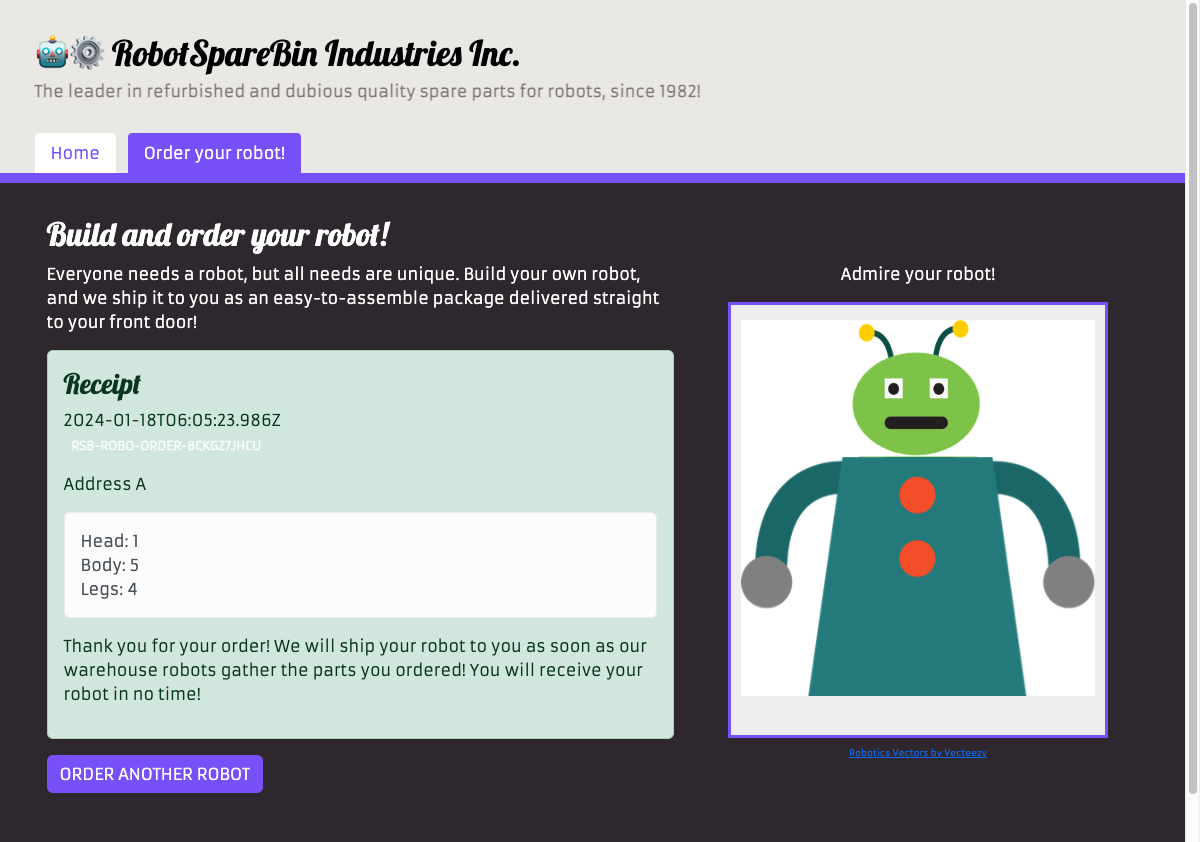 RobotSpareBin Industries Inc.
The leader in refurbished and dubious quality spare parts for robots, since 1982!
Home
Order your robot!
Build and order your robot!
Everyone needs a robot, but all needs are unique. Build your own robot,
and we ship it to you as an easy-to-assemble package delivered straight
to your front door!
Receipt
2024-01-18T06:05:23.986Z
RSB-ROBO-ORDER-8CKGZ7JHCU
Address A
Head: 1
Body: 5
Legs: 4
Thank you for your order! We will ship your robot to you as soon as our
warehouse robots gather the parts you ordered! You will receive your
robot in no time!
ORDER ANOTHER ROBOT
Admire your robot!
Robotics Vectors by Vecteezy